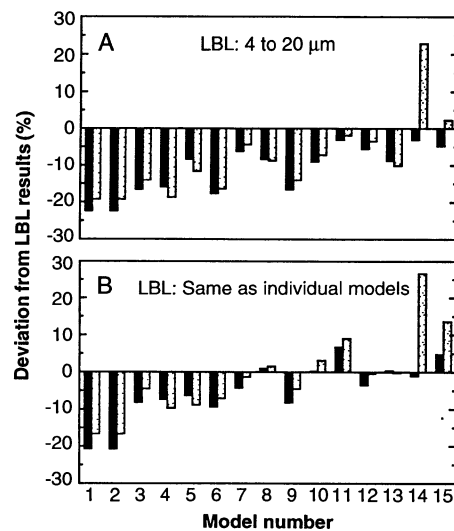 30
A
LBL: 4 to 20 µm
20
10
0
-10
-20
-30
Deviation from LBL results (%)
30
B
LBL: Same as individual models
20
10
0
-10
-20
-30
1 2 3 4 5 6 7 8 9 10 11 12 13 14 15
Model number